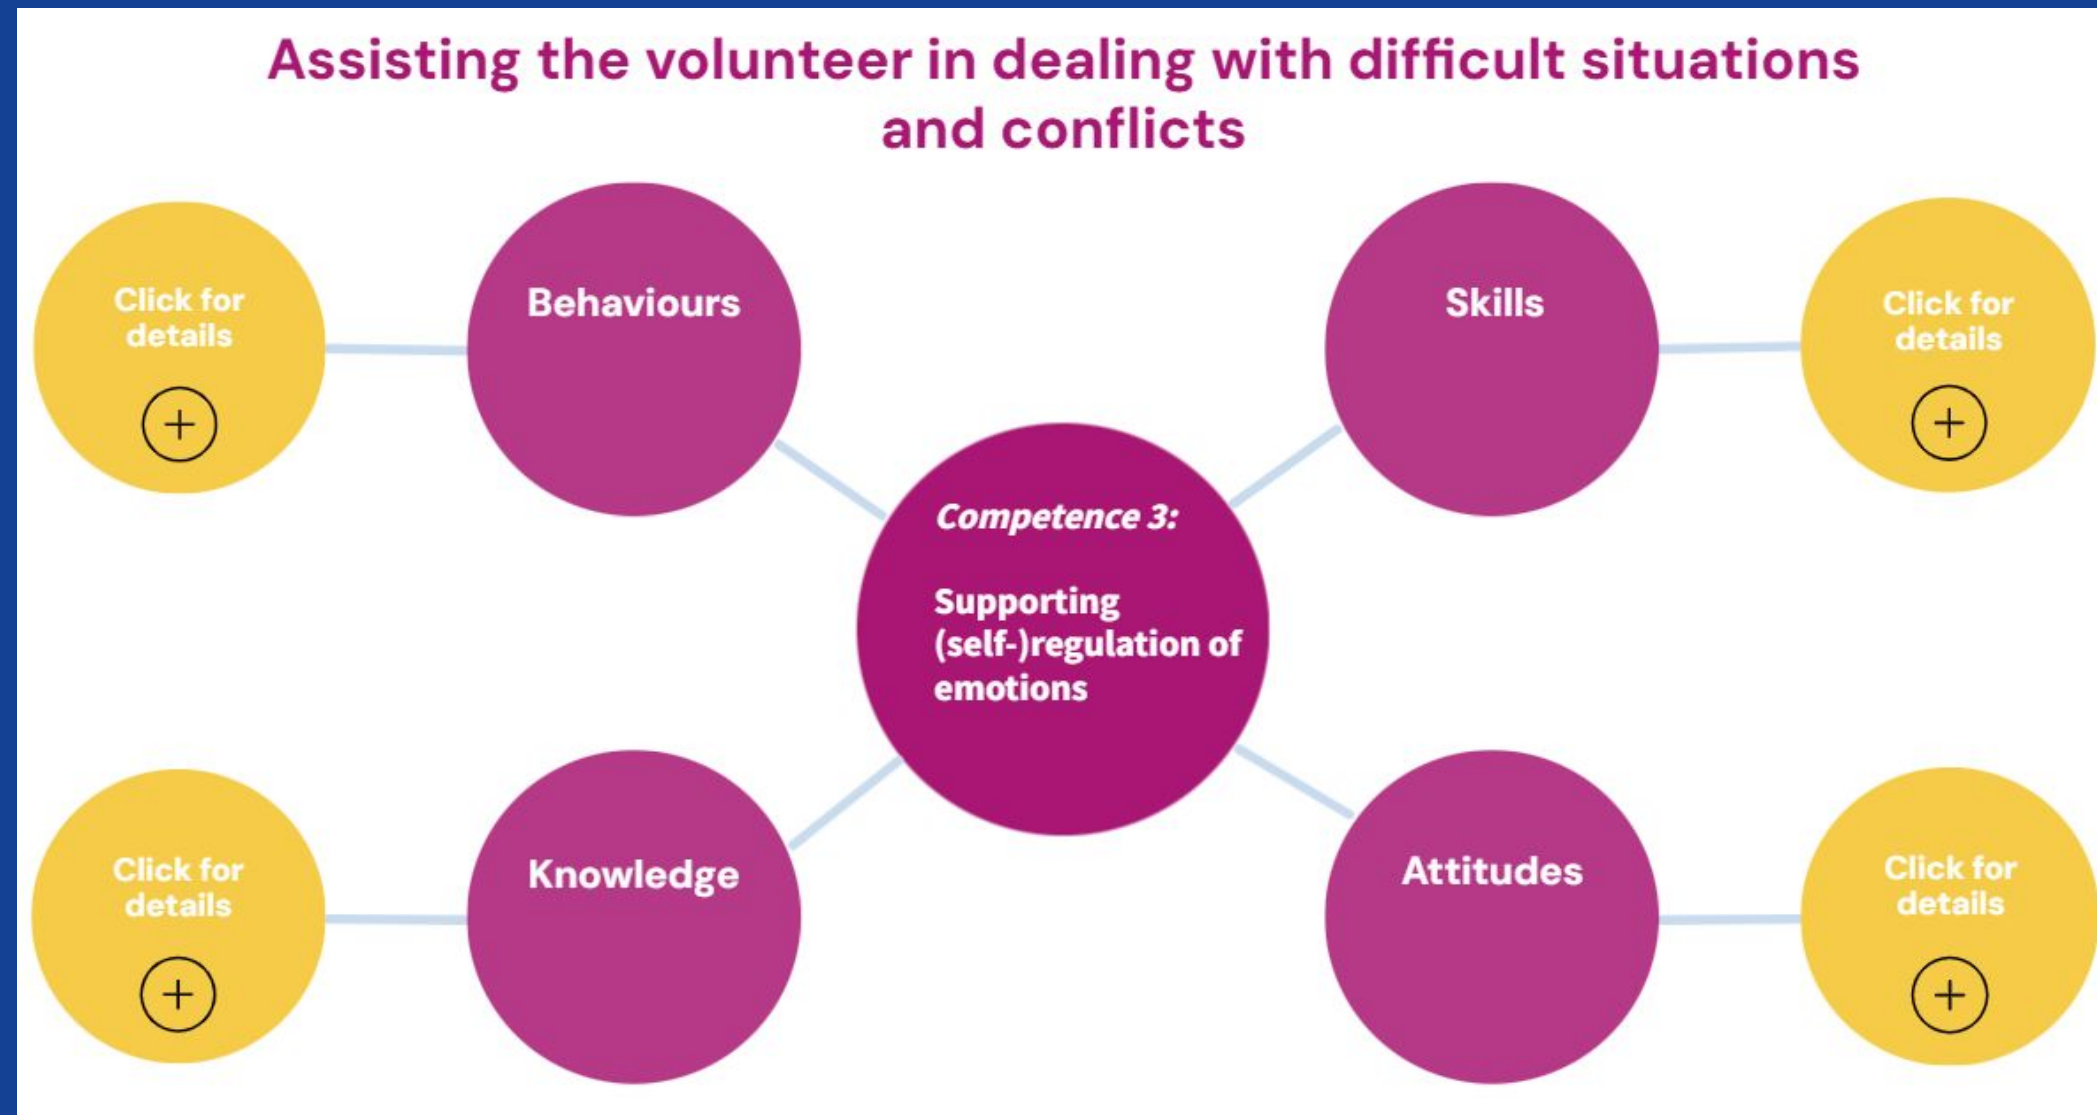 Assisting the volunteer in dealing with difficult situations
and conflicts
Click for
details
Behaviours
Skills
Click for
details
Competence 3:
Supporting
(self-)regulation of
emotions
Click for
details
Knowledge
Attitudes
Click for
details